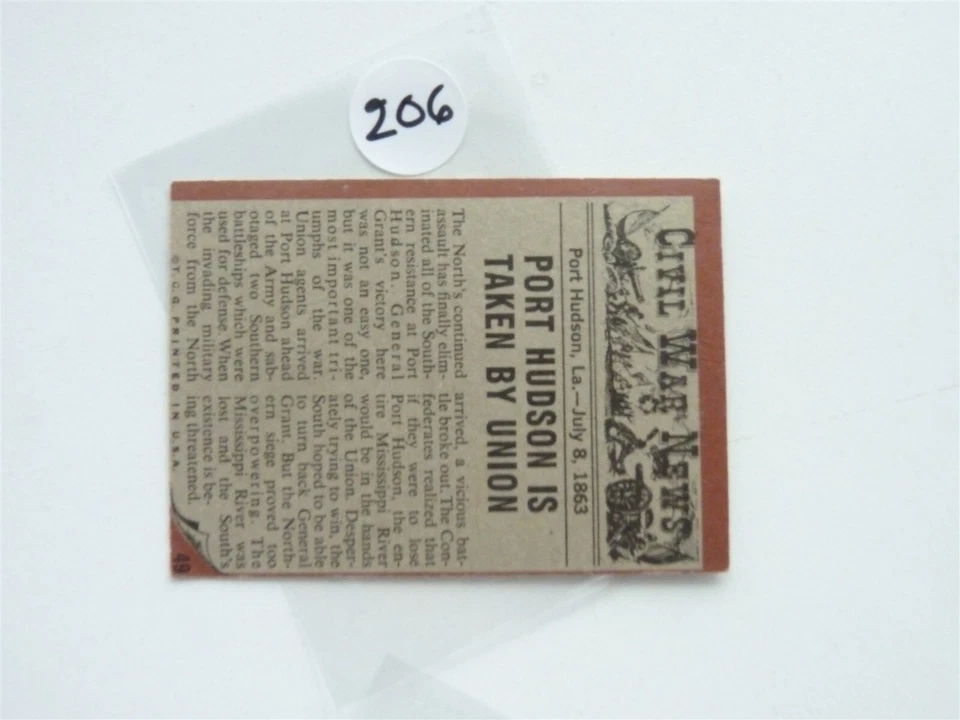 206
CIVIL WAR NEWS
Port Hudson, La.—July 8, 1863
PORT HUDSON IS
TAKEN BY UNION
The North's continued
assault has finally elim-
inated all of the South-
ern resistance at Port
Hudson. General
Grant's victory here
was not an easy one,
but it was one of the
most important tri-
umphs of the war.
Union agents arrived
at Port Hudson ahead
of the Army and sab-
otaged two Southern
battleships which were
used for defense. When
the invading military
force from the North
arrived, a vicious bat-
tle broke out. The Con-
federates realized that
if they were to lose
Port Hudson, the en-
tire Mississippi River
would be in the hands
of the Union. Desper-
ately trying to win, the
South hoped to be able
to turn back General
Grant. But the North-
ern siege proved too
overpowering. The
Mississippi River was
lost and the South's
existence is be-
ing threatened.
©T.C.G. PRINTED IN U.S.A.
49